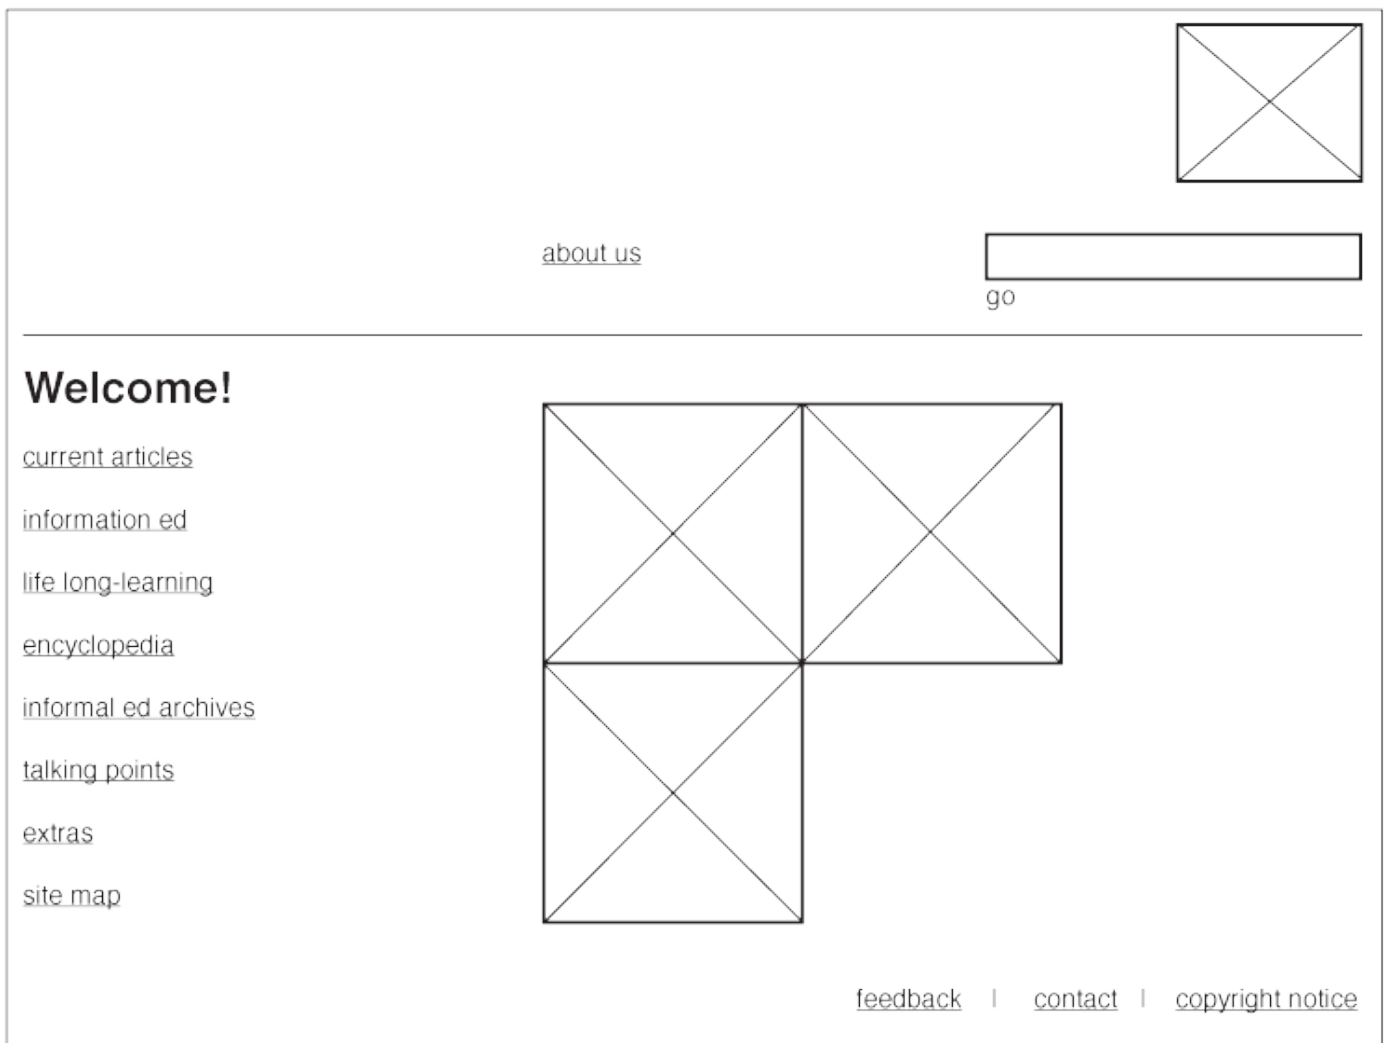 about us
go
Welcome!
current articles
information ed
life long-learning
encyclopedia
informal ed archives
talking points
extras
site map
feedback | contact | copyright notice